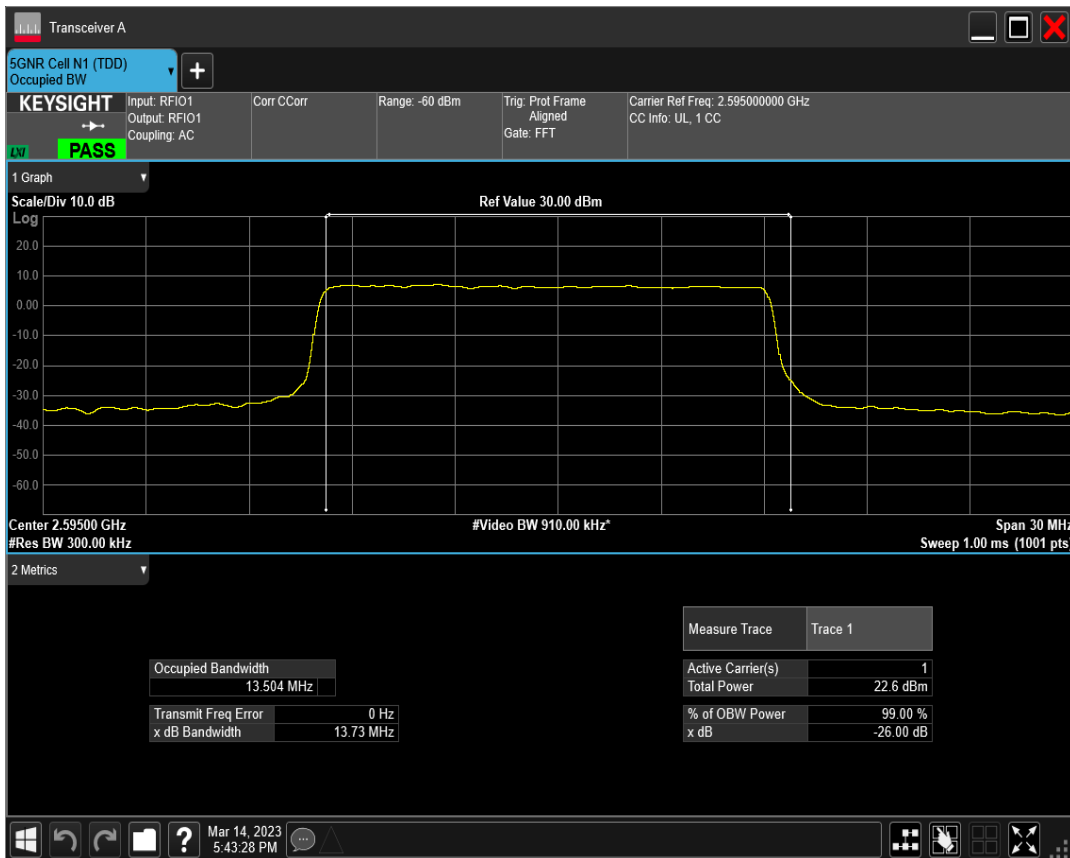 Transceiver A
5GNR Cell N1 (TDD)
Occupied BW
+
KEYSIGHT
LXI
PASS
Input: RFIO1
Output: RFIO1
Coupling: AC
Corr CCorr
Range: -60 dBm
Trig: Prot Frame
Aligned
Gate: FFT
Carrier Ref Freq: 2.595000000 GHz
CC Info: UL, 1 CC
1 Graph
Scale/Div 10.0 dB
Ref Value 30.00 dBm
Log
20.0
10.0
0.00
-10.0
-20.0
-30.0
-40.0
-50.0
-60.0
Center 2.59500 GHz
#Video BW 910.00 kHz*
Span 30 MHz
#Res BW 300.00 kHz
Sweep 1.00 ms (1001 pts)
2 Metrics
Measure Trace
Trace 1
Occupied Bandwidth
13.504 MHz
Active Carrier(s) 1
Total Power 22.6 dBm
Transmit Freq Error 0 Hz
x dB Bandwidth 13.73 MHz
% of OBW Power 99.00 %
x dB -26.00 dB
?
Mar 14, 2023
5:43:28 PM